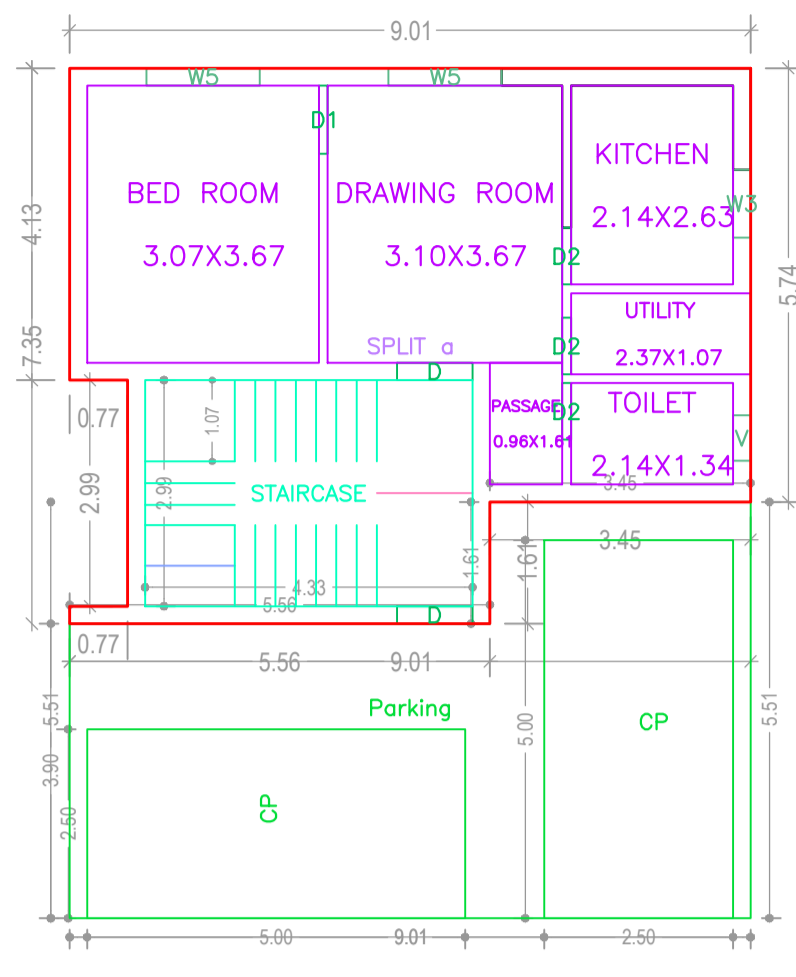 9.01
W5
W5
D1
KITCHEN
2.14X2.63
W3
BED ROOM
3.07X3.67
DRAWING ROOM
3.10X3.67
4.13
5.74
D2
UTILITY
2.37X1.07
7.35
SPLIT a
D2
D
0.77
1.07
PASSAGE
0.96X1.61
D2
TOILET
2.14X1.34
V
2.99
2.99
STAIRCASE
3.45
3.45
1.61
1.61
4.33
5.56
D
0.77
5.56
9.01
Parking
5.51
3.90
2.50
5.00
CP
CP
5.51
5.00
9.01
2.50